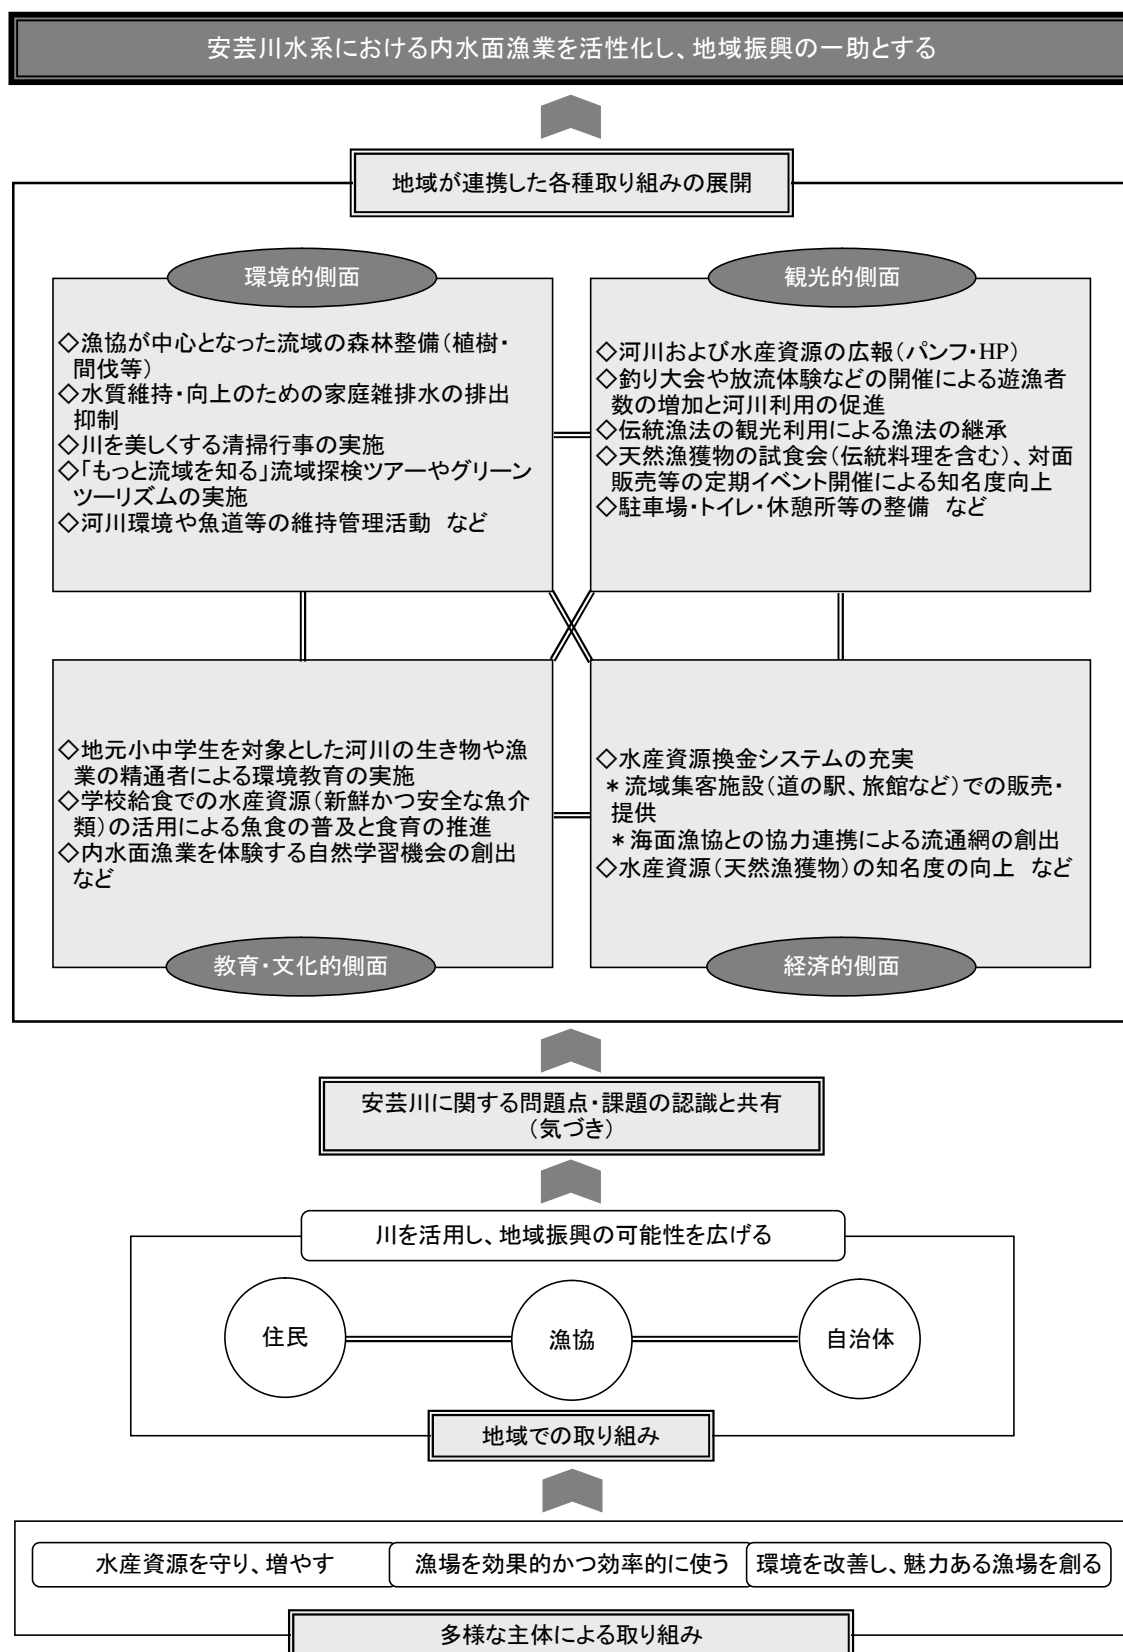 安芸川水系における内水面漁業を活性化し、地域振興の一助とする
地域が連携した各種取り組みの展開
環境的側面
◇漁協が中心となった流域の森林整備（植樹・
間伐等）
◇水質維持・向上のための家庭雑排水の排出
抑制
◇川を美しくする清掃行事の実施
◇「もっと流域を知る」流域探検ツアーやグリーン
ツーリズムの実施
◇河川環境や魚道等の維持管理活動　など
観光的側面
◇河川および水産資源の広報（パンフ・HP）
◇釣り大会や放流体験などの開催による遊漁者
数の増加と河川利用の促進
◇伝統漁法の観光利用による漁法の継承
◇天然漁獲物の試食会（伝統料理を含む）、対面
販売等の定期イベント開催による知名度向上
◇駐車場・トイレ・休憩所等の整備　など
◇地元小中学生を対象とした河川の生き物や漁
業の精通者による環境教育の実施
◇学校給食での水産資源（新鮮かつ安全な魚介
類）の活用による魚食の普及と食育の推進
◇内水面漁業を体験する自然学習機会の創出
など
教育・文化的側面
◇水産資源換金システムの充実
＊流域集客施設（道の駅、旅館など）での販売・
提供
＊海面漁協との協力連携による流通網の創出
◇水産資源（天然漁獲物）の知名度の向上　など
経済的側面
安芸川に関する問題点・課題の認識と共有
（気づき）
川を活用し、地域振興の可能性を広げる
住民
漁協
自治体
地域での取り組み
水産資源を守り、増やす
漁場を効果的かつ効率的に使う
環境を改善し、魅力ある漁場を創る
多様な主体による取り組み